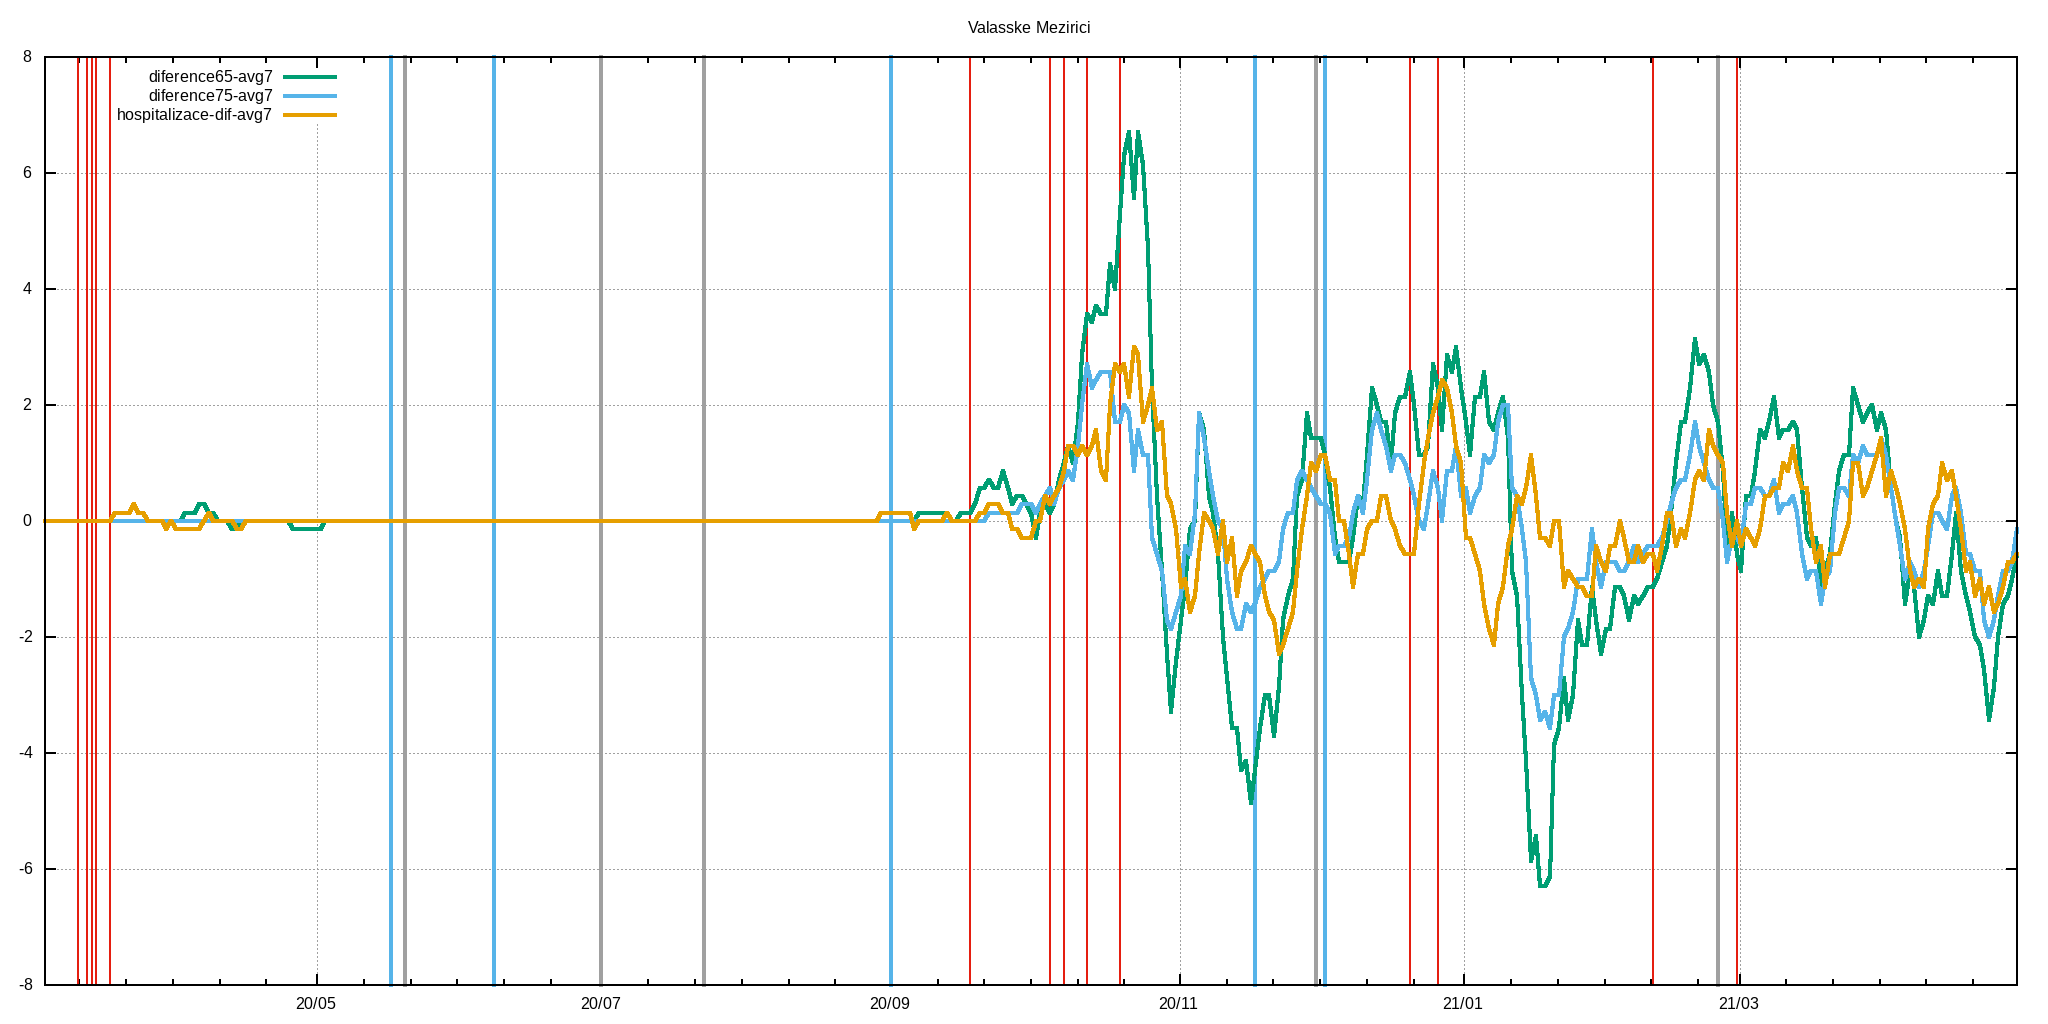 Valasske Mezirici
8
diference65-avg7
diference75-avg7
hospitalizace-dif-avg7
6
4
2
0
-2
-4
-6
-8
20/05 20/07 20/09 20/11 21/01 21/03